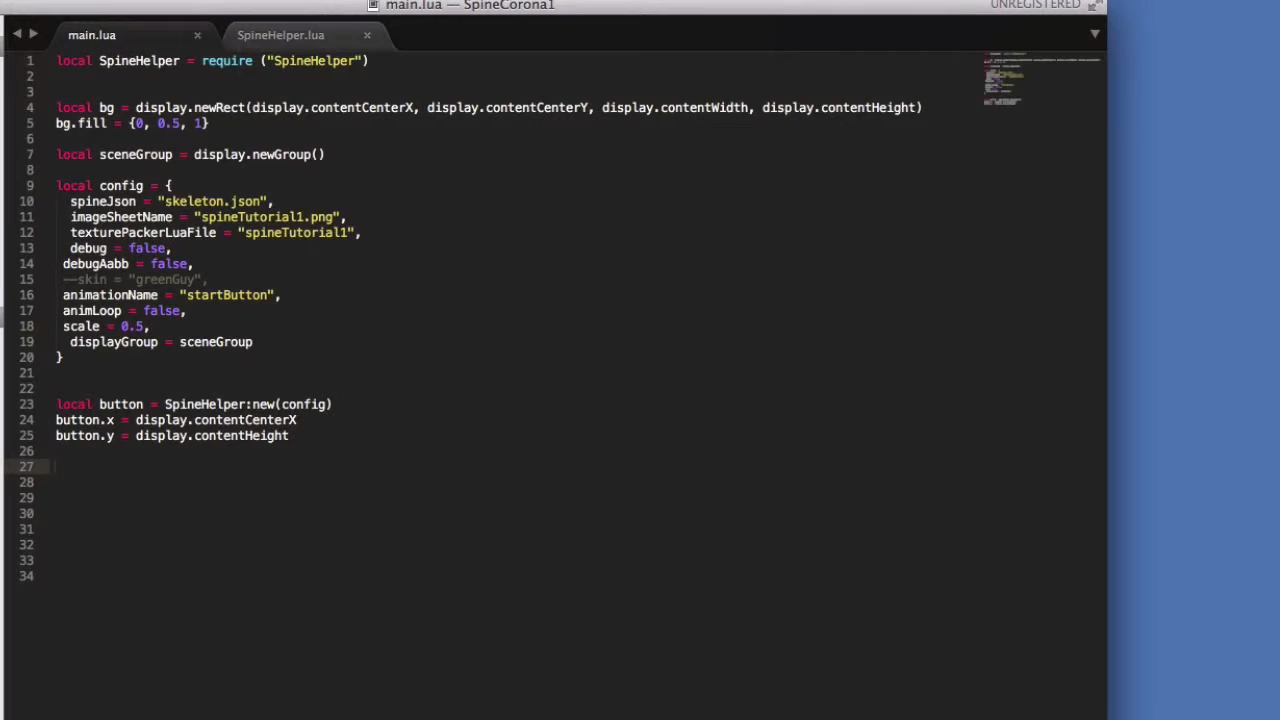 main.lua — SpineCorona1
UNREGISTERED
main.lua × SpineHelper.lua ×
1 local SpineHelper = require ("SpineHelper")
2
3
4 local bg = display.newRect(display.contentCenterX, display.contentCenterY, display.contentWidth, display.contentHeight)
5 bg.fill = {0, 0.5, 1}
6
7 local sceneGroup = display.newGroup()
8
9 local config = {
10 spineJson = "skeleton.json",
11 imageSheetName = "spineTutorial1.png",
12 texturePackerLuaFile = "spineTutorial1",
13 debug = false,
14 debugAabb = false,
15 --skin = "greenGuy",
16 animationName = "startButton",
17 animLoop = false,
18 scale = 0.5,
19 displayGroup = sceneGroup
20 }
21
22
23 local button = SpineHelper:new(config)
24 button.x = display.contentCenterX
25 button.y = display.contentHeight
26
27
28
29
30
31
32
33
34